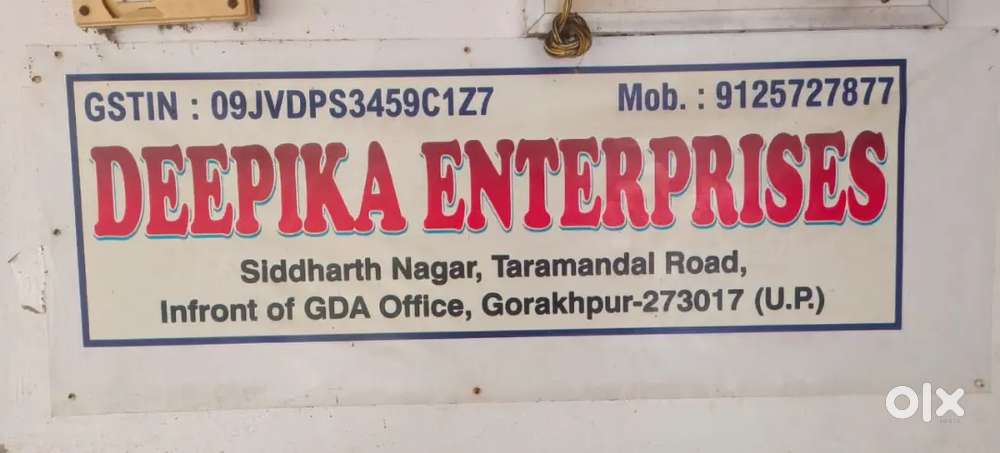 GSTIN : 09JVDPS3459C1Z7 Mob. : 9125727877
DEEPIKA ENTERPRISES
Siddharth Nagar, Taramandal Road,
Infront of GDA Office, Gorakhpur-273017 (U.P.)
olx